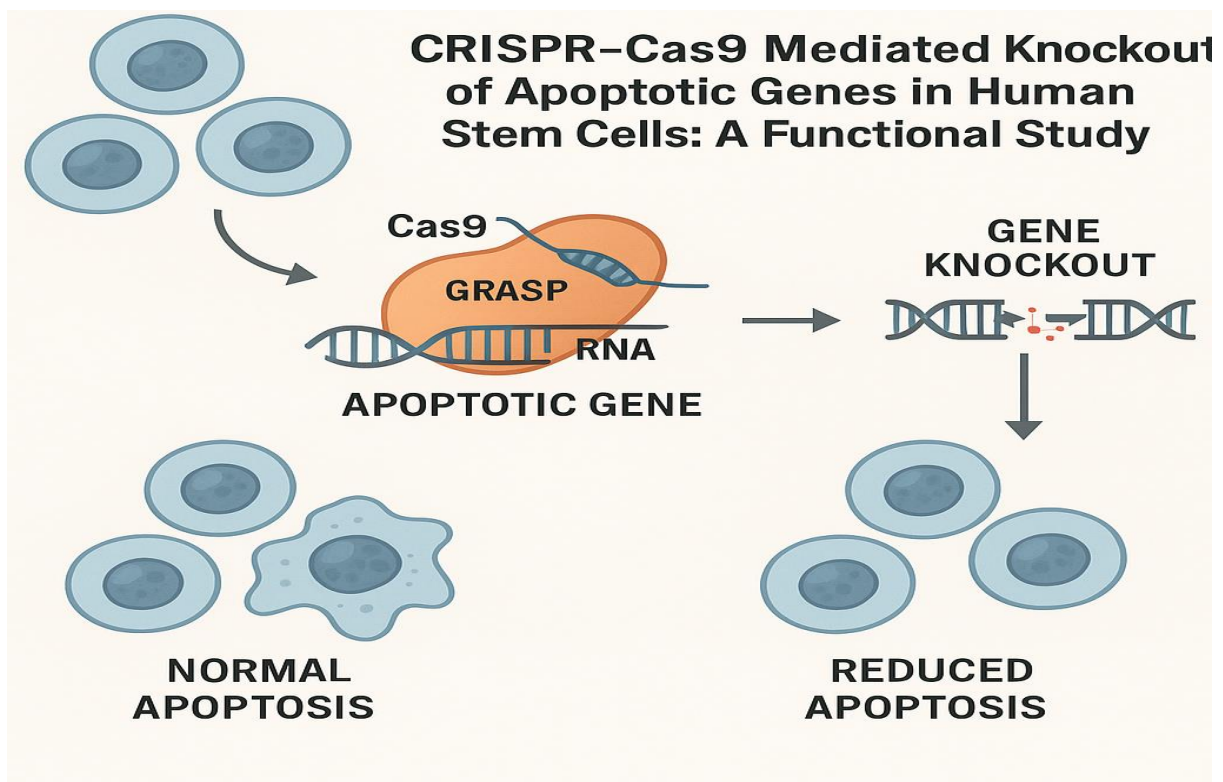 CRISPR–Cas9 Mediated Knockout
of Apoptotic Genes in Human
Stem Cells: A Functional Study
Cas9
GRASP
RNA
APOPTOTIC GENE
GENE
KNOCKOUT
NORMAL
APOPTOSIS
REDUCED
APOPTOSIS